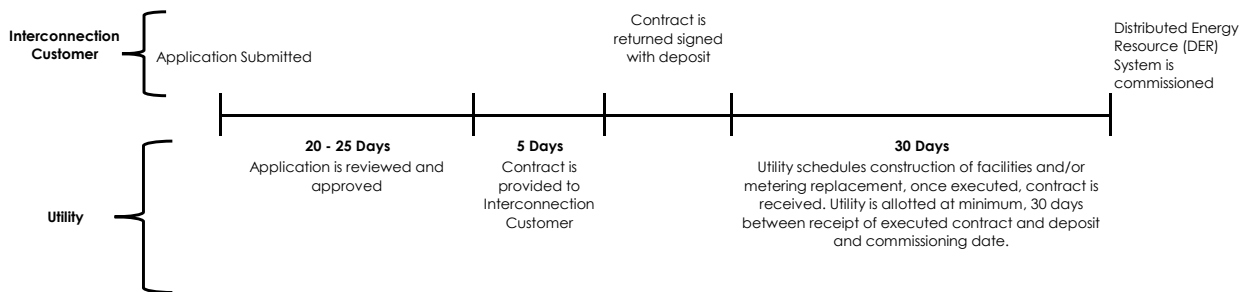 Interconnection
Customer
Application Submitted
Contract is
returned signed
with deposit
Distributed Energy
Resource (DER)
System is
commissioned
Utility
20 - 25 Days
Application is reviewed and
approved
5 Days
Contract is
provided to
Interconnection
Customer
30 Days
Utility schedules construction of facilities and/or
metering replacement, once executed, contract is
received. Utility is allotted at minimum, 30 days
between receipt of executed contract and deposit
and commissioning date.